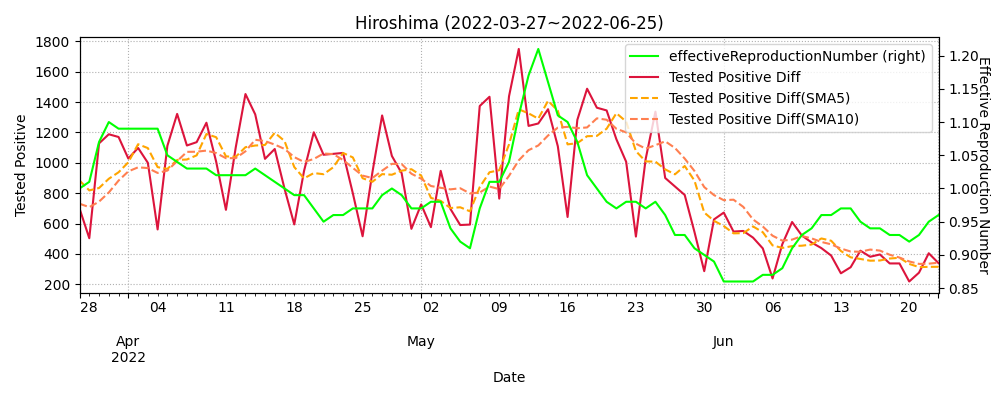 Hiroshima (2022-03-27~2022-06-25)
effectiveReproductionNumber (right)
Tested Positive Diff
Tested Positive Diff(SMA5)
Tested Positive Diff(SMA10)
Tested Positive
1800
1600
1400
1200
1000
800
600
400
200
1.20
1.15
1.10
1.05
1.00
0.95
0.90
0.85
Effective Reproduction Number
28 04 11 18 25 02 09 16 23 30 06 13 20
Apr May Jun
2022
Date